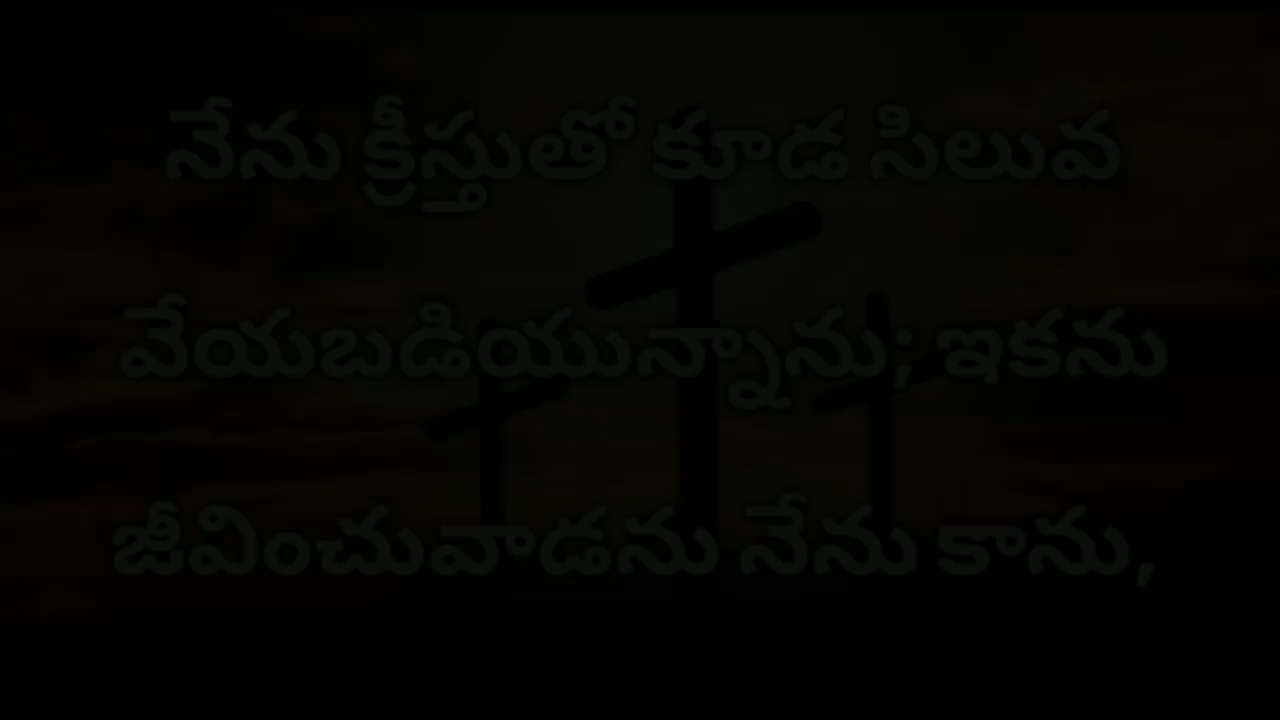 నేను క్రీస్తుతో కూడ సిలువ
వేయబడియున్నాను; ఇకను
జీవించువాడను నేను కాను,